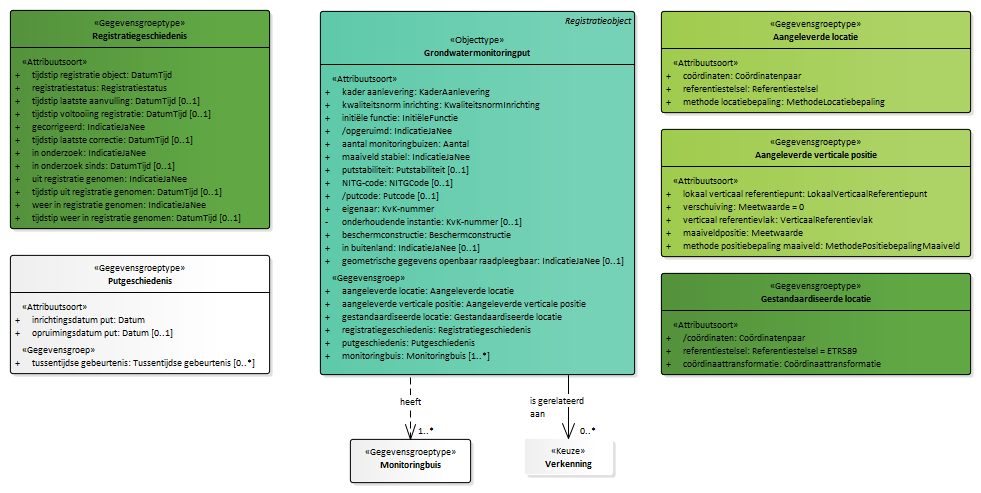 «Gegevensgroeptype»
Registratiegeschiedenis
«Attribuutsoort»
+ tijdstip registratie object: DatumTijd
+ registratiestatus: Registratiestatus
+ tijdstip laatste aanvulling: DatumTijd [0..1]
+ tijdstip voltooiing registratie: DatumTijd [0..1]
+ gecorrigeerd: IndicatieJaNee
+ tijdstip laatste correctie: DatumTijd [0..1]
+ in onderzoek: IndicatieJaNee
+ in onderzoek sinds: DatumTijd [0..1]
+ uit registratie genomen: IndicatieJaNee
+ tijdstip uit registratie genomen: DatumTijd [0..1]
+ weer in registratie genomen: IndicatieJaNee
+ tijdstip weer in registratie genomen: DatumTijd [0..1]
«Gegevensgroeptype»
Putgeschiedenis
«Attribuutsoort»
+ inrichtingsdatum put: Datum
+ opruimingsdatum put: Datum [0..1]
«Gegevensgroep»
+ tussentijdse gebeurtenis: Tussentijdse gebeurtenis [0..*]
Registratieobject
«Objecttype»
Grondwatermonitoringput
«Attribuutsoort»
+ kader aanlevering: KaderAanlevering
+ kwaliteitsnorm inrichting: KwaliteitsnormInrichting
+ initiële functie: InitiëleFunctie
+ /opgeruimd: IndicatieJaNee
+ aantal monitoringbuizen: Aantal
+ maaiveld stabiel: IndicatieJaNee
+ putstabiliteit: Putstabiliteit [0..1]
+ NITG-code: NITGCode [0..1]
+ /putcode: Putcode [0..1]
+ eigenaar: KvK-nummer
- onderhoudende instantie: KvK-nummer [0..1]
+ beschermconstructie: Beschermconstructie
+ in buitenland: IndicatieJaNee [0..1]
+ geometrische gegevens openbaar raadpleegbaar: IndicatieJaNee [0..1]
«Gegevensgroep»
+ aangeleverde locatie: Aangeleverde locatie
+ aangeleverde verticale positie: Aangeleverde verticale positie
+ gestandaardiseerde locatie: Gestandaardiseerde locatie
+ registratiegeschiedenis: Registratiegeschiedenis
+ putgeschiedenis: Putgeschiedenis
+ monitoringbuis: Monitoringbuis [1..*]
heeft
1..*
«Gegevensgroeptype»
Monitoringbuis
is gerelateerd
aan
0..*
«Keuze»
Verkenning
«Gegevensgroeptype»
Aangeleverde locatie
«Attribuutsoort»
+ coördinaten: Coördinatenpaar
+ referentiestelsel: Referentiestelsel
+ methode locatiebepaling: MethodeLocatiebepaling
«Gegevensgroeptype»
Aangeleverde verticale positie
«Attribuutsoort»
+ lokaal verticaal referentiepunt: LokaalVerticaalReferentiepunt
+ verschuiving: Meetwaarde = 0
+ verticaal referentievlak: VerticaalReferentievlak
+ maaiveldpositie: Meetwaarde
+ methode positiebepaling maaiveld: MethodePositiebepalingMaaiveld
«Gegevensgroeptype»
Gestandaardiseerde locatie
«Attribuutsoort»
+ /coördinaten: Coördinatenpaar
+ referentiestelsel: Referentiestelsel = ETRS89
+ coördinaattransformatie: Coördinaattransformatie